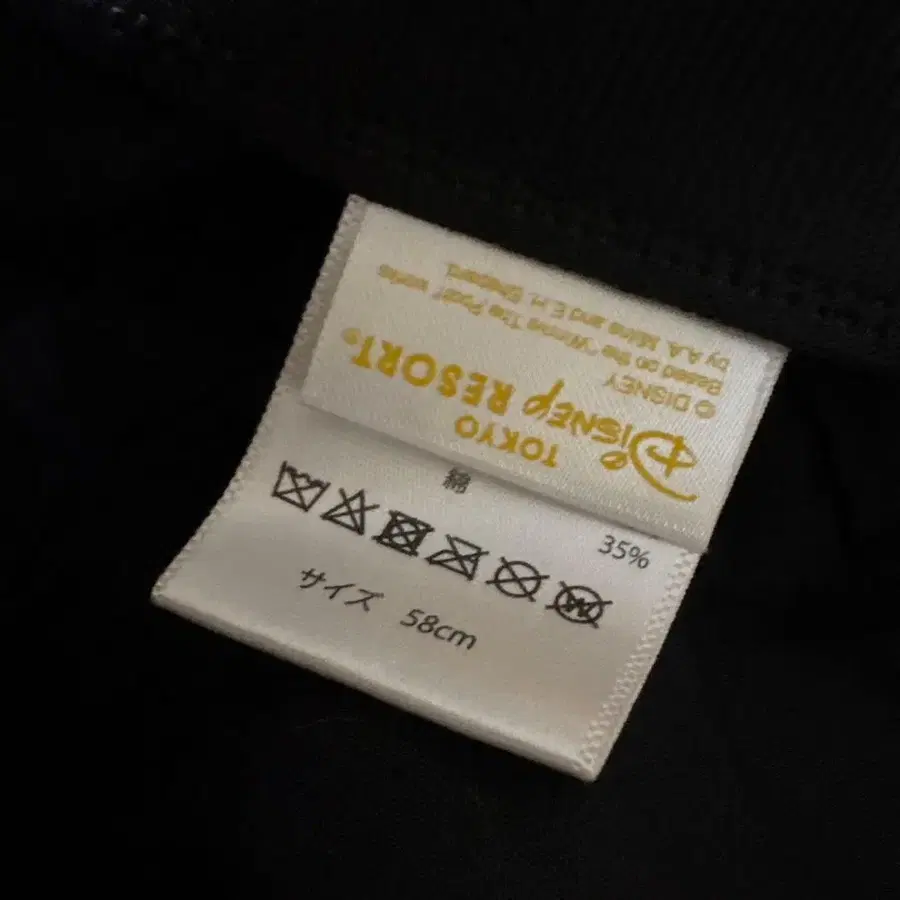 TOKYO
DISNEY RESORT®
© DISNEY
Based on the "Winnie The Pooh" works
by A.A. Milne and E.H. Shepard.
綿 35%
サイズ 58cm